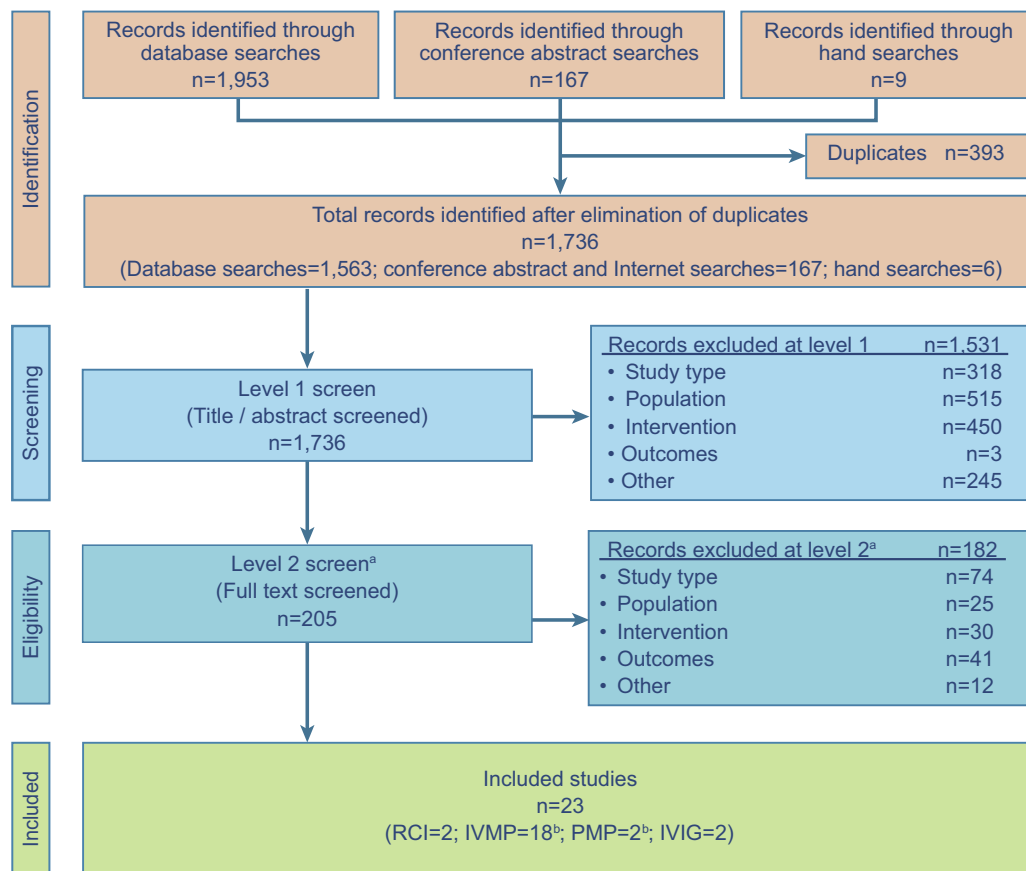 Identification
Records identified through
database searches
n=1,953
Records identified through
conference abstract searches
n=167
Records identified through
hand searches
n=9
Duplicates n=393
Total records identified after elimination of duplicates
n=1,736
(Database searches=1,563; conference abstract and Internet searches=167; hand searches=6)
Screening
Level 1 screen
(Title / abstract screened)
n=1,736
Records excluded at level 1 n=1,531
• Study type n=318
• Population n=515
• Intervention n=450
• Outcomes n=3
• Other n=245
Eligibility
Level 2 screenᵃ
(Full text screened)
n=205
Records excluded at level 2ᵃ n=182
• Study type n=74
• Population n=25
• Intervention n=30
• Outcomes n=41
• Other n=12
Included
Included studies
n=23
(RCI=2; IVMP=18ᵇ; PMP=2ᵇ; IVIG=2)